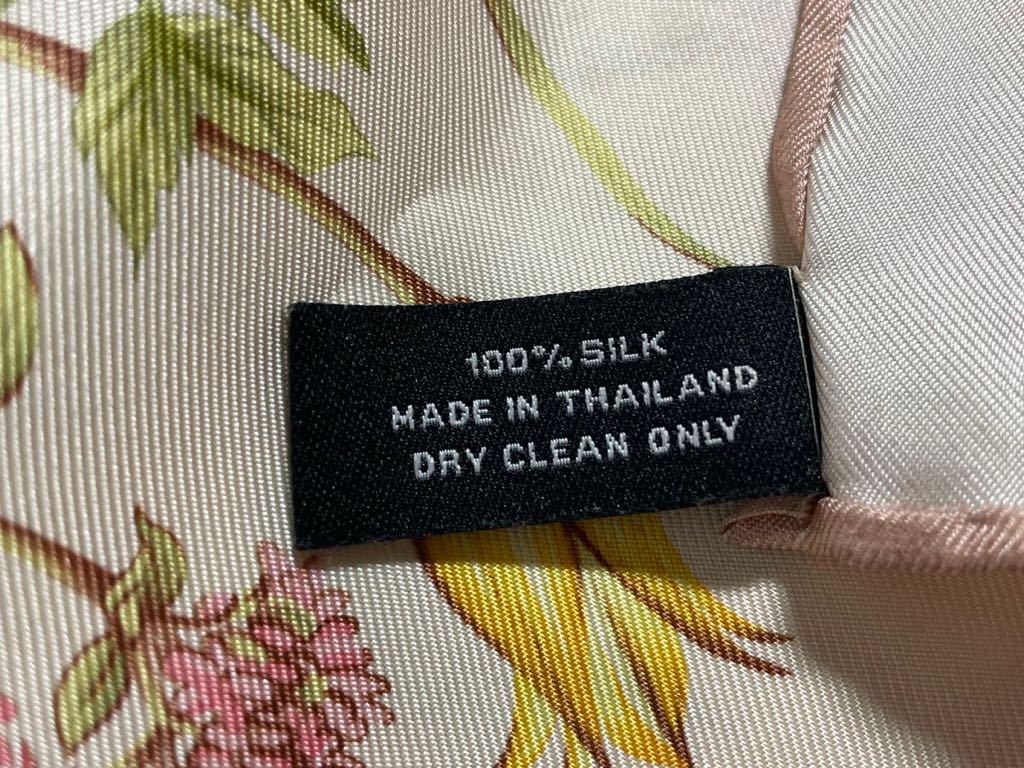 100% SILK
MADE IN THAILAND
DRY CLEAN ONLY